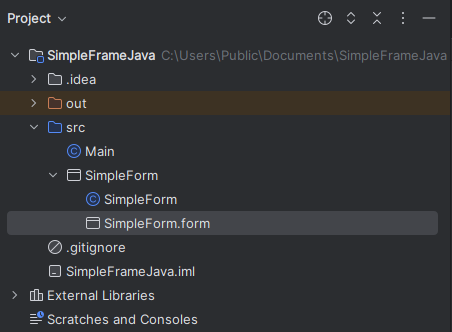 Project
SimpleFrameJava C:\Users\Public\Documents\SimpleFrameJava
.idea
out
src
Main
SimpleForm
SimpleForm
SimpleForm.form
.gitignore
SimpleFrameJava.iml
External Libraries
Scratches and Consoles